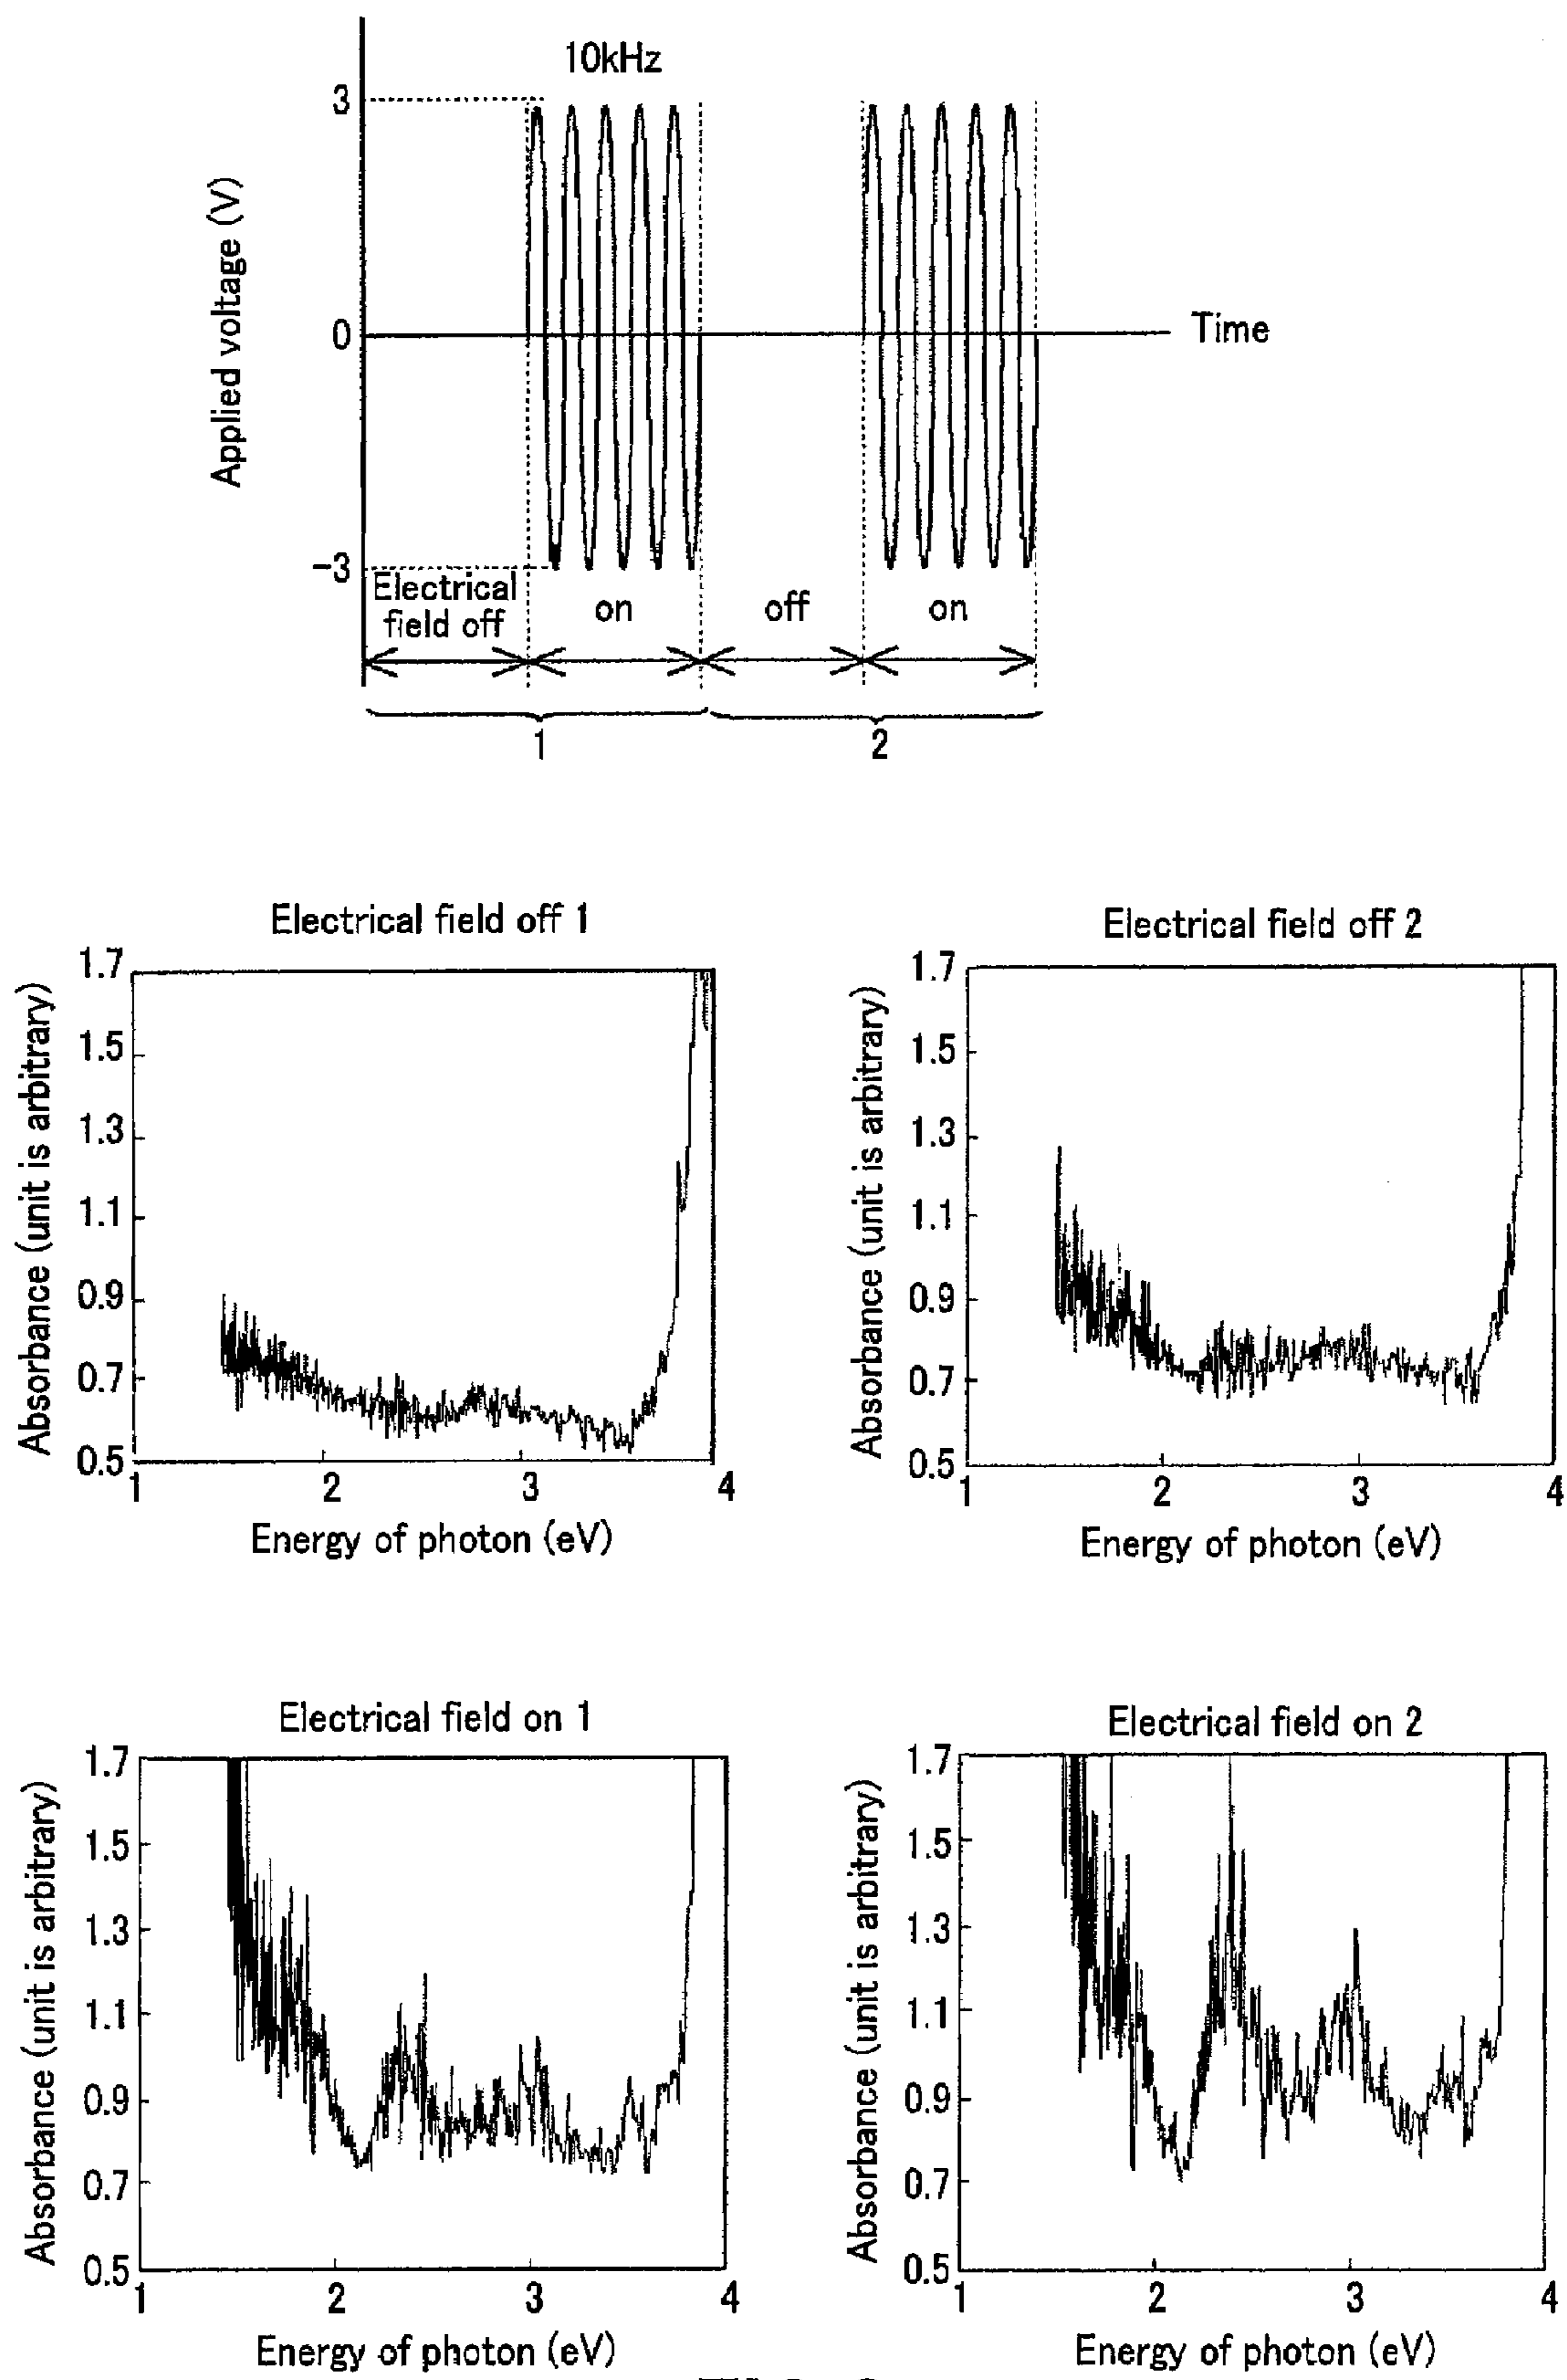 10kHz
3
0
-3
Applied voltage (V)
Time
Electrical
field off
on
off
on
1
2
Electrical field off 1
1.7
1.5
1.3
1.1
0.9
0.7
0.5
1
2
3
4
Absorbance (unit is arbitrary)
Energy of photon (eV)
Electrical field off 2
1.7
1.5
1.3
1.1
0.9
0.7
0.5
1
2
3
4
Absorbance (unit is arbitrary)
Energy of photon (eV)
Electrical field on 1
1.7
1.5
1.3
1.1
0.9
0.7
0.5
1
2
3
4
Absorbance (unit is arbitrary)
Energy of photon (eV)
Electrical field on 2
1.7
1.5
1.3
1.1
0.9
0.7
0.5
1
2
3
4
Absorbance (unit is arbitrary)
Energy of photon (eV)